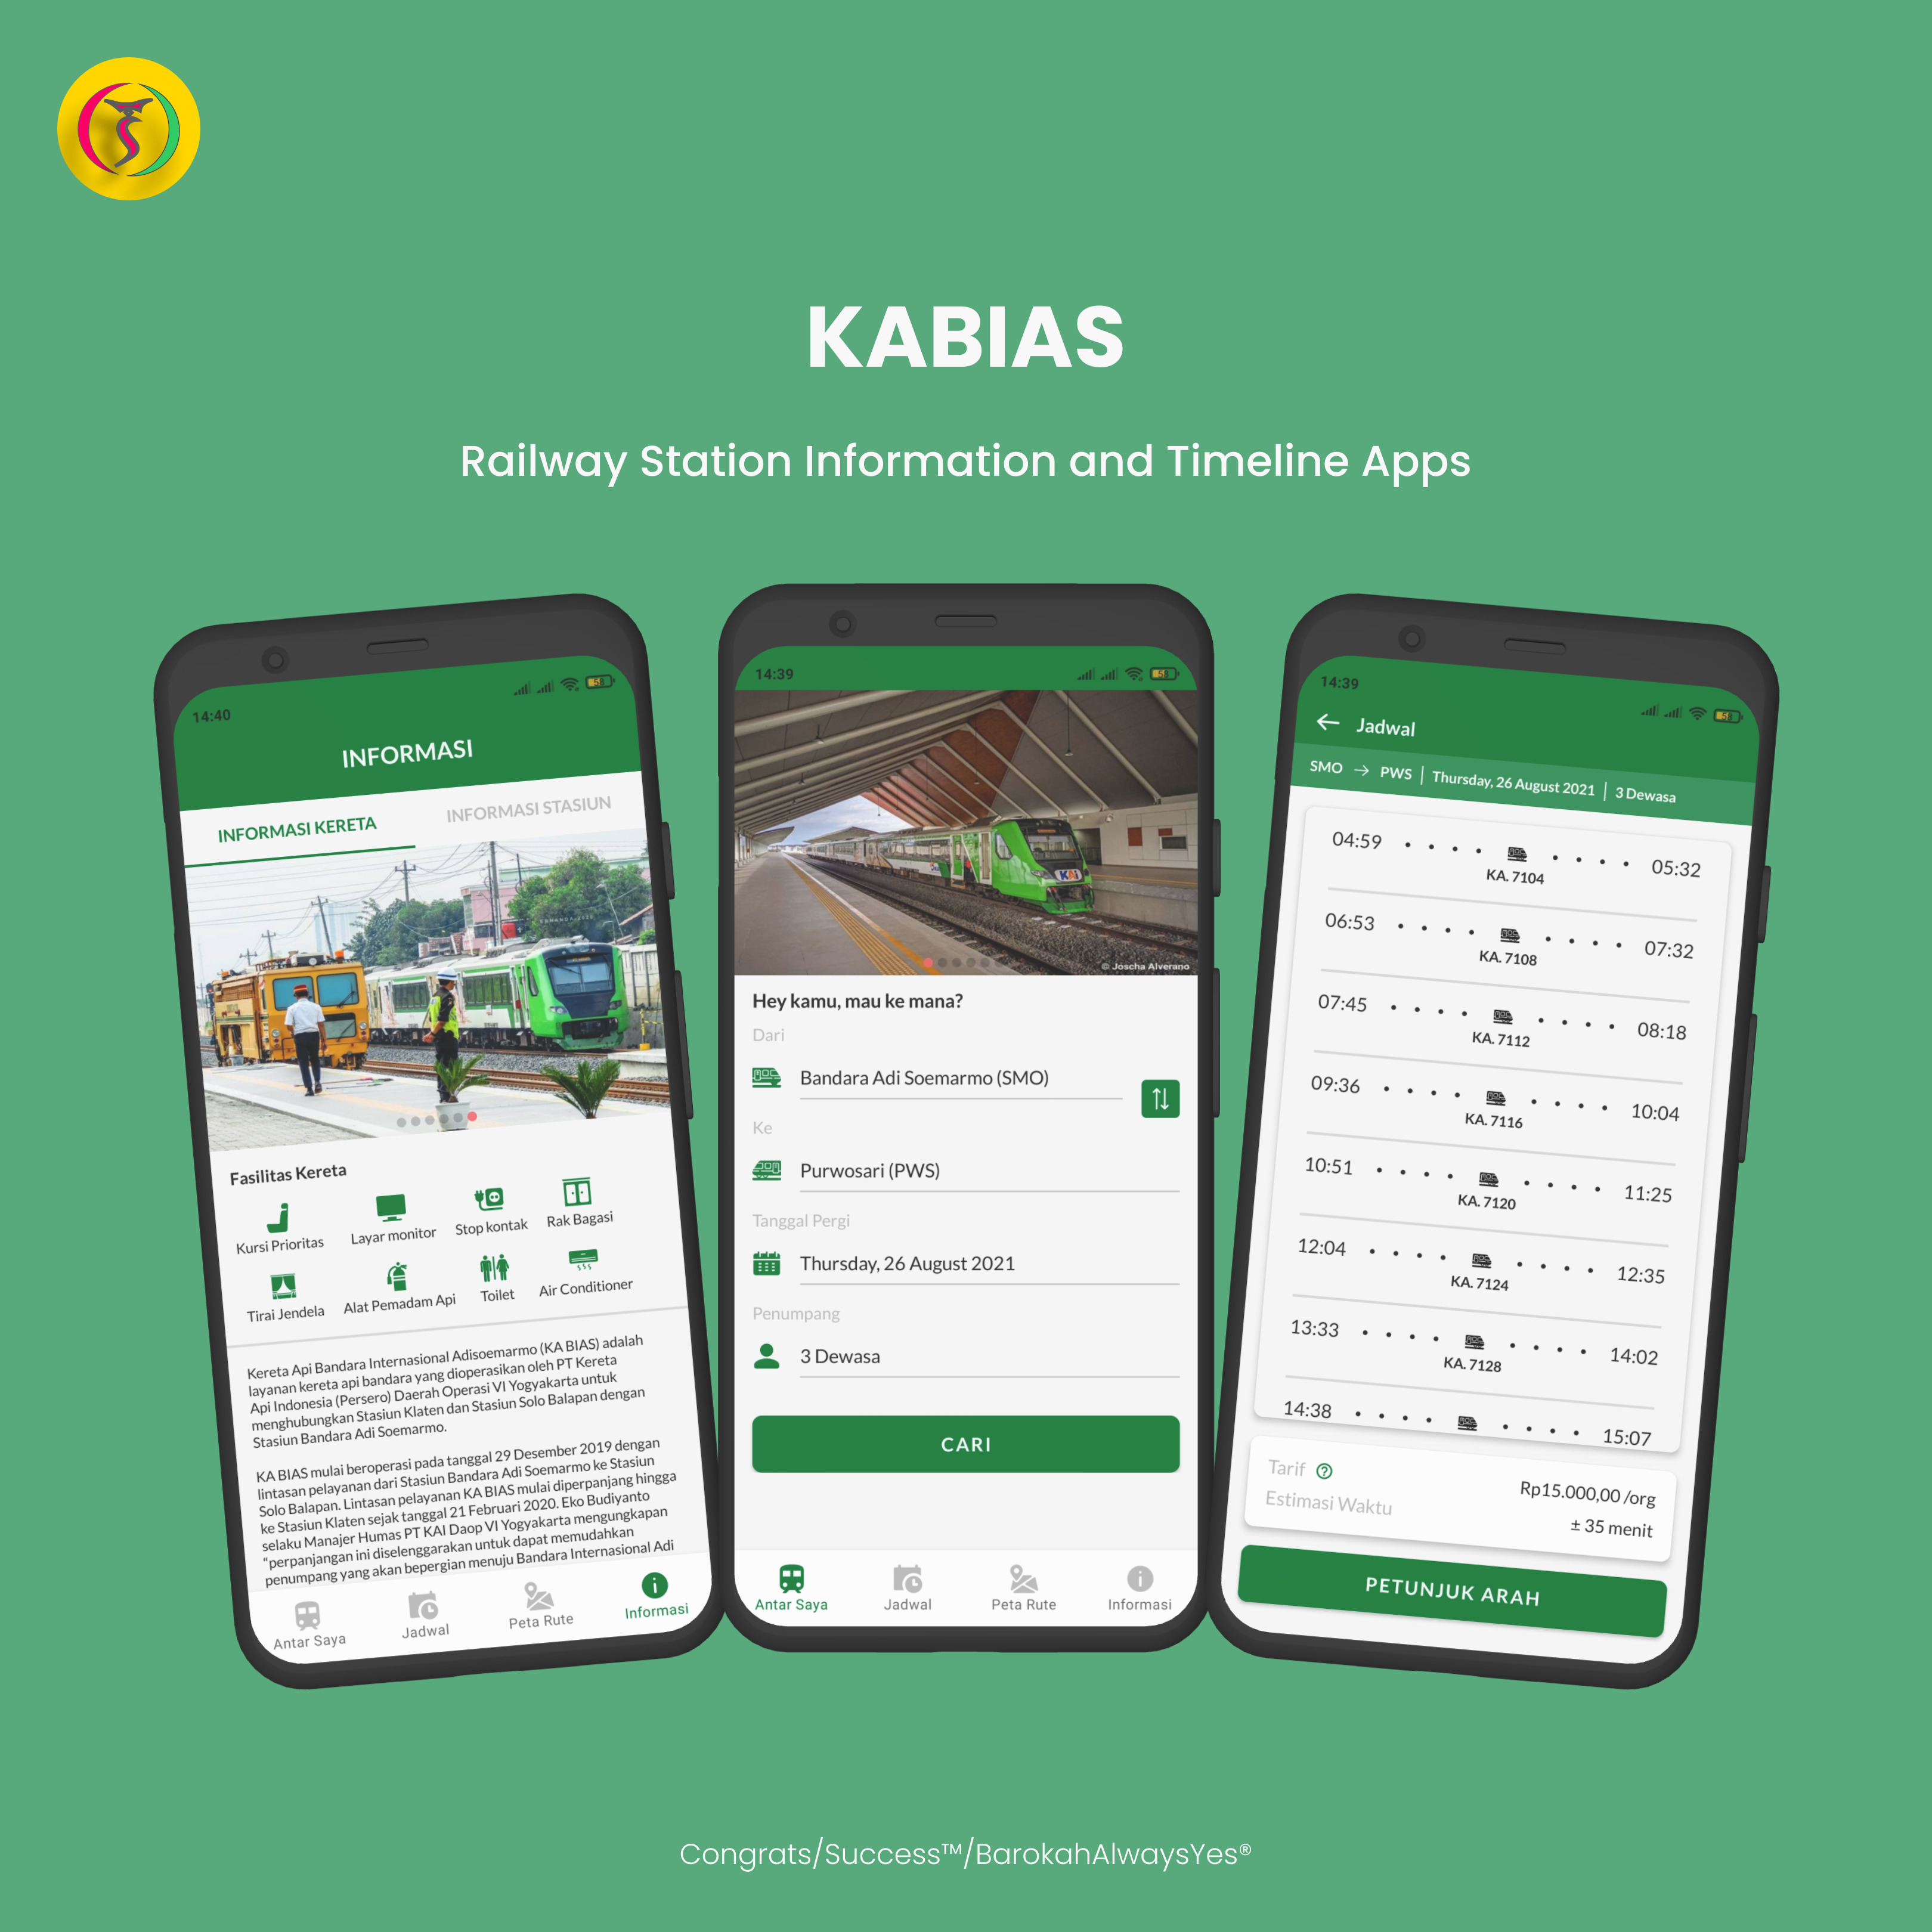 KABIAS
Railway Station Information and Timeline Apps
14:40
58
INFORMASI
INFORMASI KERETA
INFORMASI STASIUN
Fasilitas Kereta
Kursi Prioritas
Layar monitor
Stop kontak
Rak Bagasi
Tirai Jendela
Alat Pemadam Api
Toilet
Air Conditioner
Kereta Api Bandara Internasional Adisoemarmo (KA BIAS) adalah
layanan kereta api bandara yang dioperasikan oleh PT Kereta
Api Indonesia (Persero) Daerah Operasi VI Yogyakarta untuk
menghubungkan Stasiun Klaten dan Stasiun Solo Balapan dengan
Stasiun Bandara Adi Soemarmo.
KA BIAS mulai beroperasi pada tanggal 29 Desember 2019 dengan
lintasan pelayanan dari Stasiun Bandara Adi Soemarmo ke Stasiun
Solo Balapan. Lintasan pelayanan KA BIAS mulai diperpanjang hingga
ke Stasiun Klaten sejak tanggal 21 Februari 2020. Eko Budiyanto
selaku Manajer Humas PT KAI Daop VI Yogyakarta mengungkapan
“perpanjangan ini diselenggarakan untuk dapat memudahkan
penumpang yang akan bepergian menuju Bandara Internasional Adi
Antar Saya
Jadwal
Peta Rute
Informasi
14:39
58
KAI
© Joscha Alverano
Hey kamu, mau ke mana?
Dari
Bandara Adi Soemarmo (SMO)
Ke
Purwosari (PWS)
Tanggal Pergi
Thursday, 26 August 2021
Penumpang
3 Dewasa
CARI
Antar Saya
Jadwal
Peta Rute
Informasi
14:39
58
Jadwal
SMO → PWS | Thursday, 26 August 2021 | 3 Dewasa
04:59 05:32
KA. 7104
06:53 07:32
KA. 7108
07:45 08:18
KA. 7112
09:36 10:04
KA. 7116
10:51 11:25
KA. 7120
12:04 12:35
KA. 7124
13:33 14:02
KA. 7128
14:38 15:07
Tarif ? Rp15.000,00 /org
Estimasi Waktu ± 35 menit
PETUNJUK ARAH
Congrats/Success™/BarokahAlwaysYes®